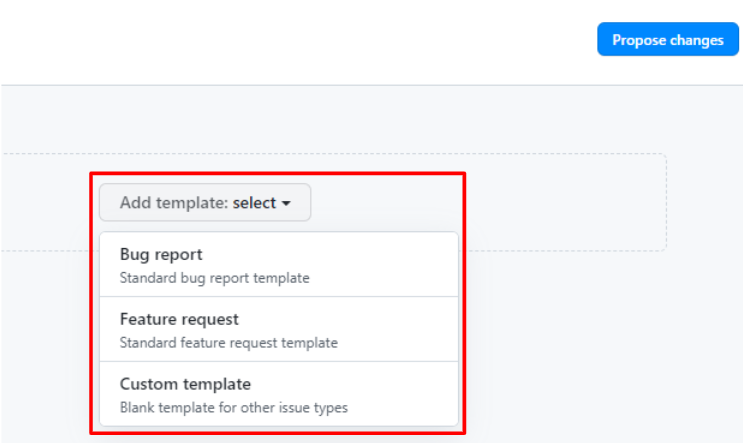 Propose changes
Add template: select
Bug report
Standard bug report template
Feature request
Standard feature request template
Custom template
Blank template for other issue types